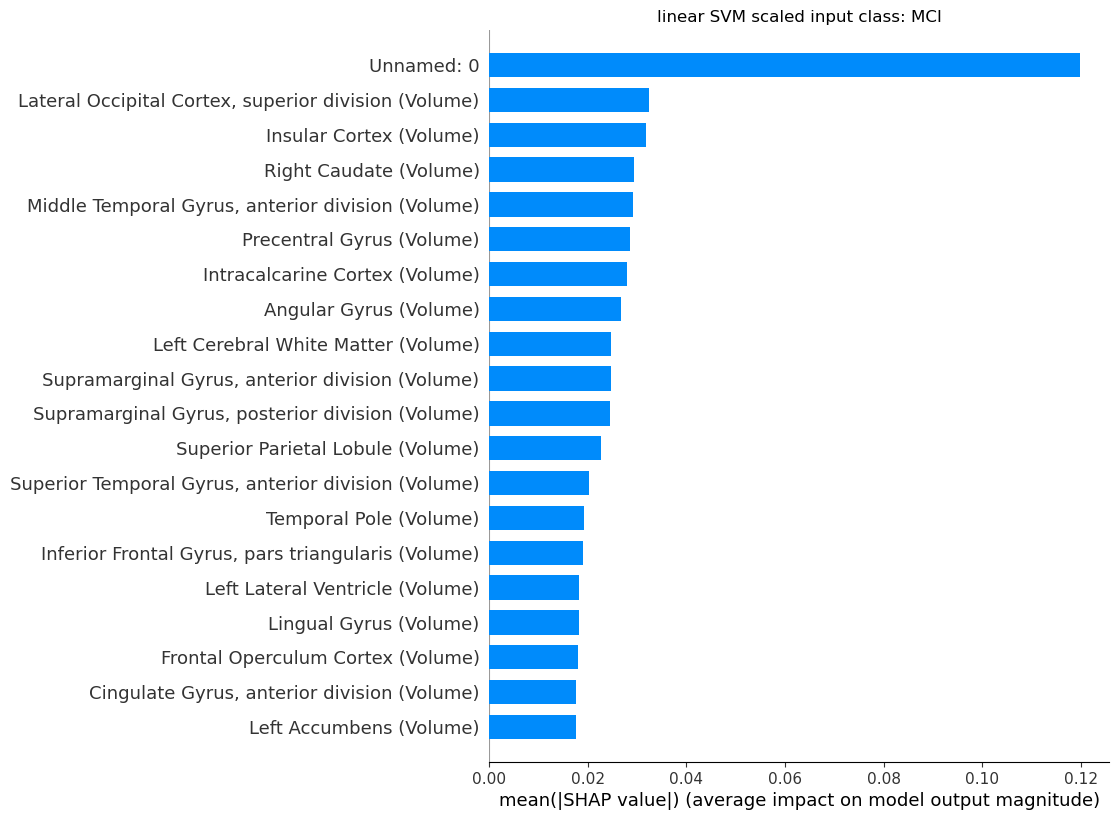 linear SVM scaled input class: MCI
Unnamed: 0
Lateral Occipital Cortex, superior division (Volume)
Insular Cortex (Volume)
Right Caudate (Volume)
Middle Temporal Gyrus, anterior division (Volume)
Precentral Gyrus (Volume)
Intracalcarine Cortex (Volume)
Angular Gyrus (Volume)
Left Cerebral White Matter (Volume)
Supramarginal Gyrus, anterior division (Volume)
Supramarginal Gyrus, posterior division (Volume)
Superior Parietal Lobule (Volume)
Superior Temporal Gyrus, anterior division (Volume)
Temporal Pole (Volume)
Inferior Frontal Gyrus, pars triangularis (Volume)
Left Lateral Ventricle (Volume)
Lingual Gyrus (Volume)
Frontal Operculum Cortex (Volume)
Cingulate Gyrus, anterior division (Volume)
Left Accumbens (Volume)
0.00 0.02 0.04 0.06 0.08 0.10 0.12
mean(|SHAP value|) (average impact on model output magnitude)